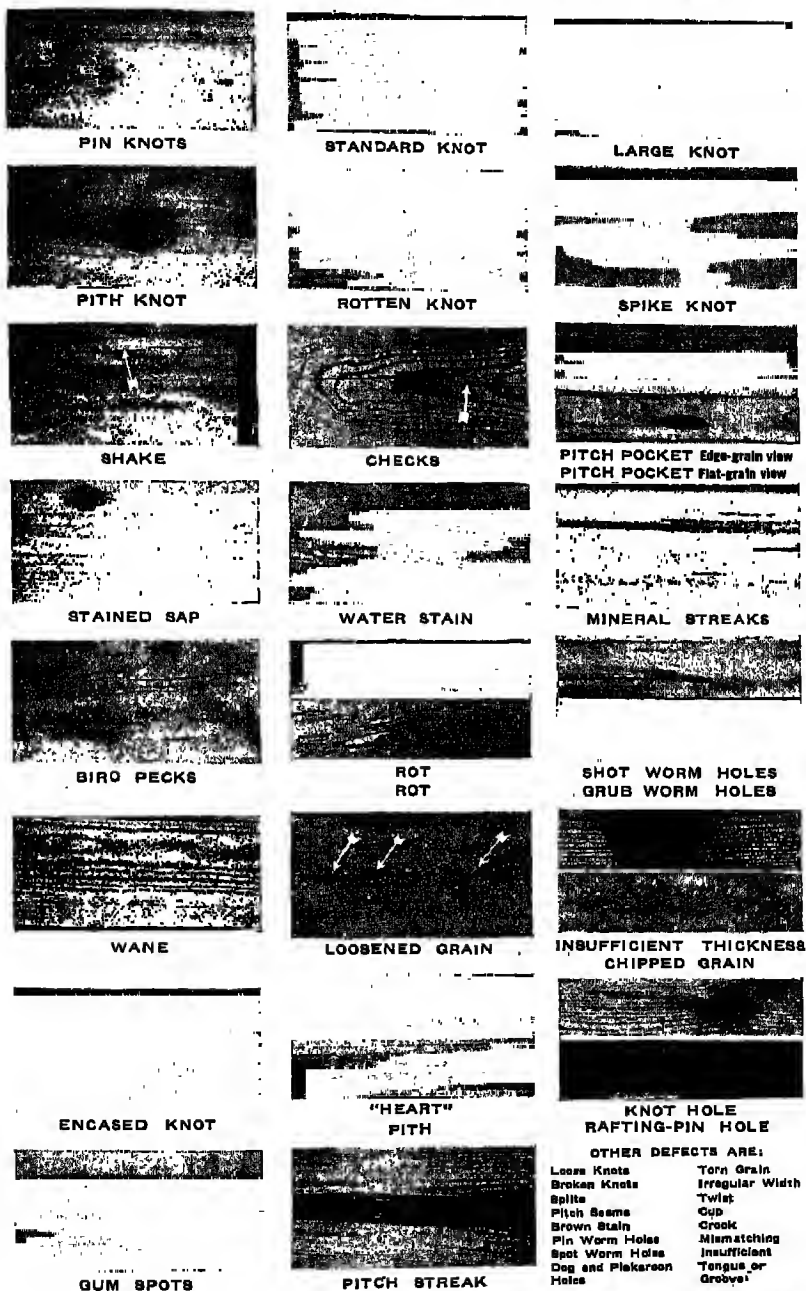 PIN KNOTS
STANDARD KNOT
LARGE KNOT
PITH KNOT
ROTTEN KNOT
SPIKE KNOT
SHAKE
CHECKS
PITCH POCKET Edge-grain view
PITCH POCKET Flat-grain view
STAINED SAP
WATER STAIN
MINERAL STREAKS
BIRD PECKS
ROT
ROT
SHOT WORM HOLES
GRUB WORM HOLES
WANE
LOOSENED GRAIN
INSUFFICIENT THICKNESS
CHIPPED GRAIN
ENCASED KNOT
"HEART"
PITH
KNOT HOLE
RAFTING-PIN HOLE
GUM SPOTS
PITCH STREAK
OTHER DEFECTS ARE:
Loose Knots
Broken Knots
Splits
Pitch Seams
Brown Stain
Pin Worm Holes
Spot Worm Holes
Dog and Pickaroon
Holes
Torn Grain
Irregular Width
Twist
Cup
Crook
Mismatching
Insufficient
Tongue or
Groove